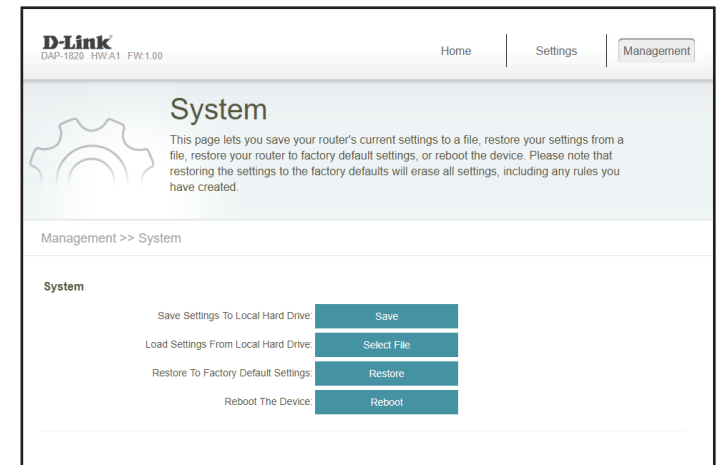 D-Link
DAP-1820 HW:A1 FW:1.00
Home Settings Management
System
This page lets you save your router's current settings to a file, restore your settings from a
file, restore your router to factory default settings, or reboot the device. Please note that
restoring the settings to the factory defaults will erase all settings, including any rules you
have created.
Management >> System
System
Save Settings To Local Hard Drive: Save
Load Settings From Local Hard Drive: Select File
Restore To Factory Default Settings: Restore
Reboot The Device: Reboot